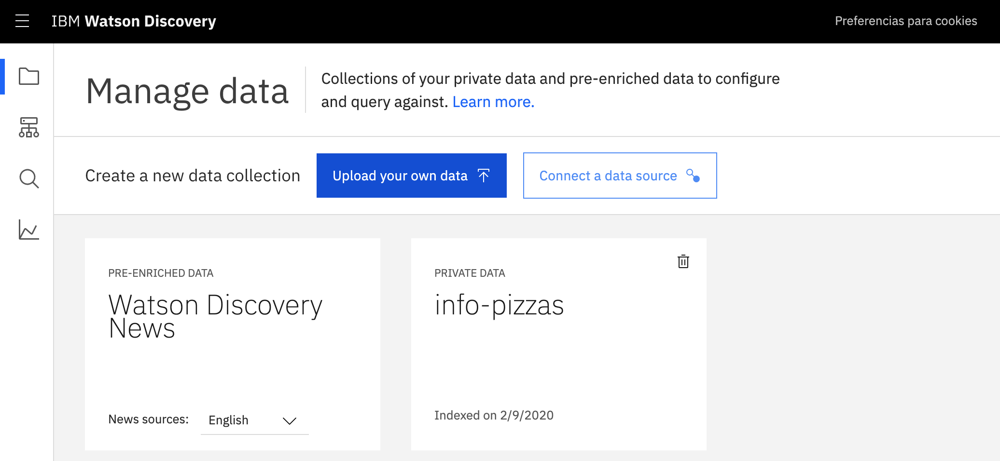 IBM Watson Discovery
Preferencias para cookies
Manage data
Collections of your private data and pre-enriched data to configure
and query against. Learn more.
Create a new data collection
Upload your own data
Connect a data source
PRE-ENRICHED DATA
Watson Discovery
News
News sources: English
PRIVATE DATA
info-pizzas
Indexed on 2/9/2020